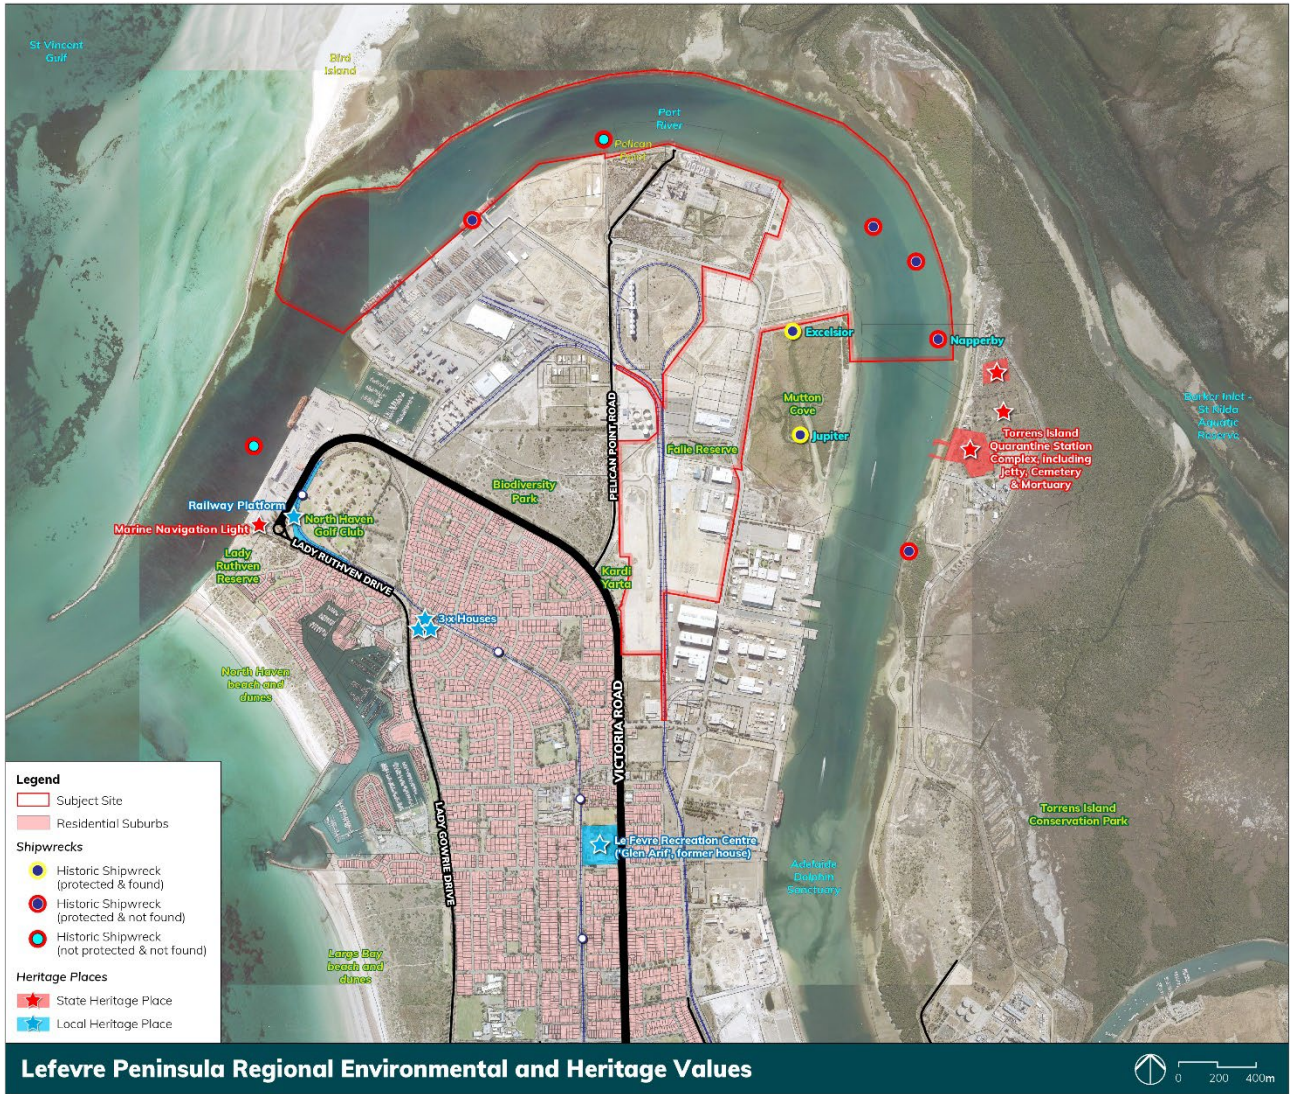 St Vincent
Gulf
Bird
Island
Port
River
Pelican
Point
Excelsior
Napperby
Mutton
Cove
Jupiter
Falie Reserve
PELICAN POINT ROAD
Barker Inlet -
St Kilda
Aquatic
Reserve
Torrens Island
Quarantine Station
Complex, including
Jetty, Cemetery
& Mortuary
Biodiversity
Park
Railway Platform
North Haven
Golf Club
Marine Navigation Light
LADY RUTHVEN DRIVE
Lady
Ruthven
Reserve
Kardi
Yarta
3 x Houses
North Haven
beach and
dunes
VICTORIA ROAD
LADY GOWRIE DRIVE
Le Fevre Recreation Centre
('Glen Arif', former house)
Torrens Island
Conservation Park
Adelaide
Dolphin
Sanctuary
Largs Bay
beach and
dunes
Legend
Subject Site
Residential Suburbs
Shipwrecks
Historic Shipwreck
(protected & found)
Historic Shipwreck
(protected & not found)
Historic Shipwreck
(not protected & not found)
Heritage Places
State Heritage Place
Local Heritage Place
Lefevre Peninsula Regional Environmental and Heritage Values
0 200 400m